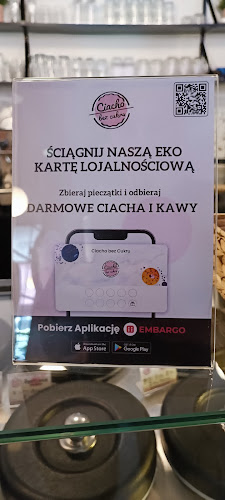 Ciacho
bez cukru
ŚCIĄGNIJ NASZĄ EKO
KARTĘ LOJALNOŚCIOWĄ
Zbieraj pieczątki i odbieraj
DARMOWE CIACHA I KAWY
Ciacho bez Cukru
Pobierz Aplikację EMBARGO
App Store
Google Play